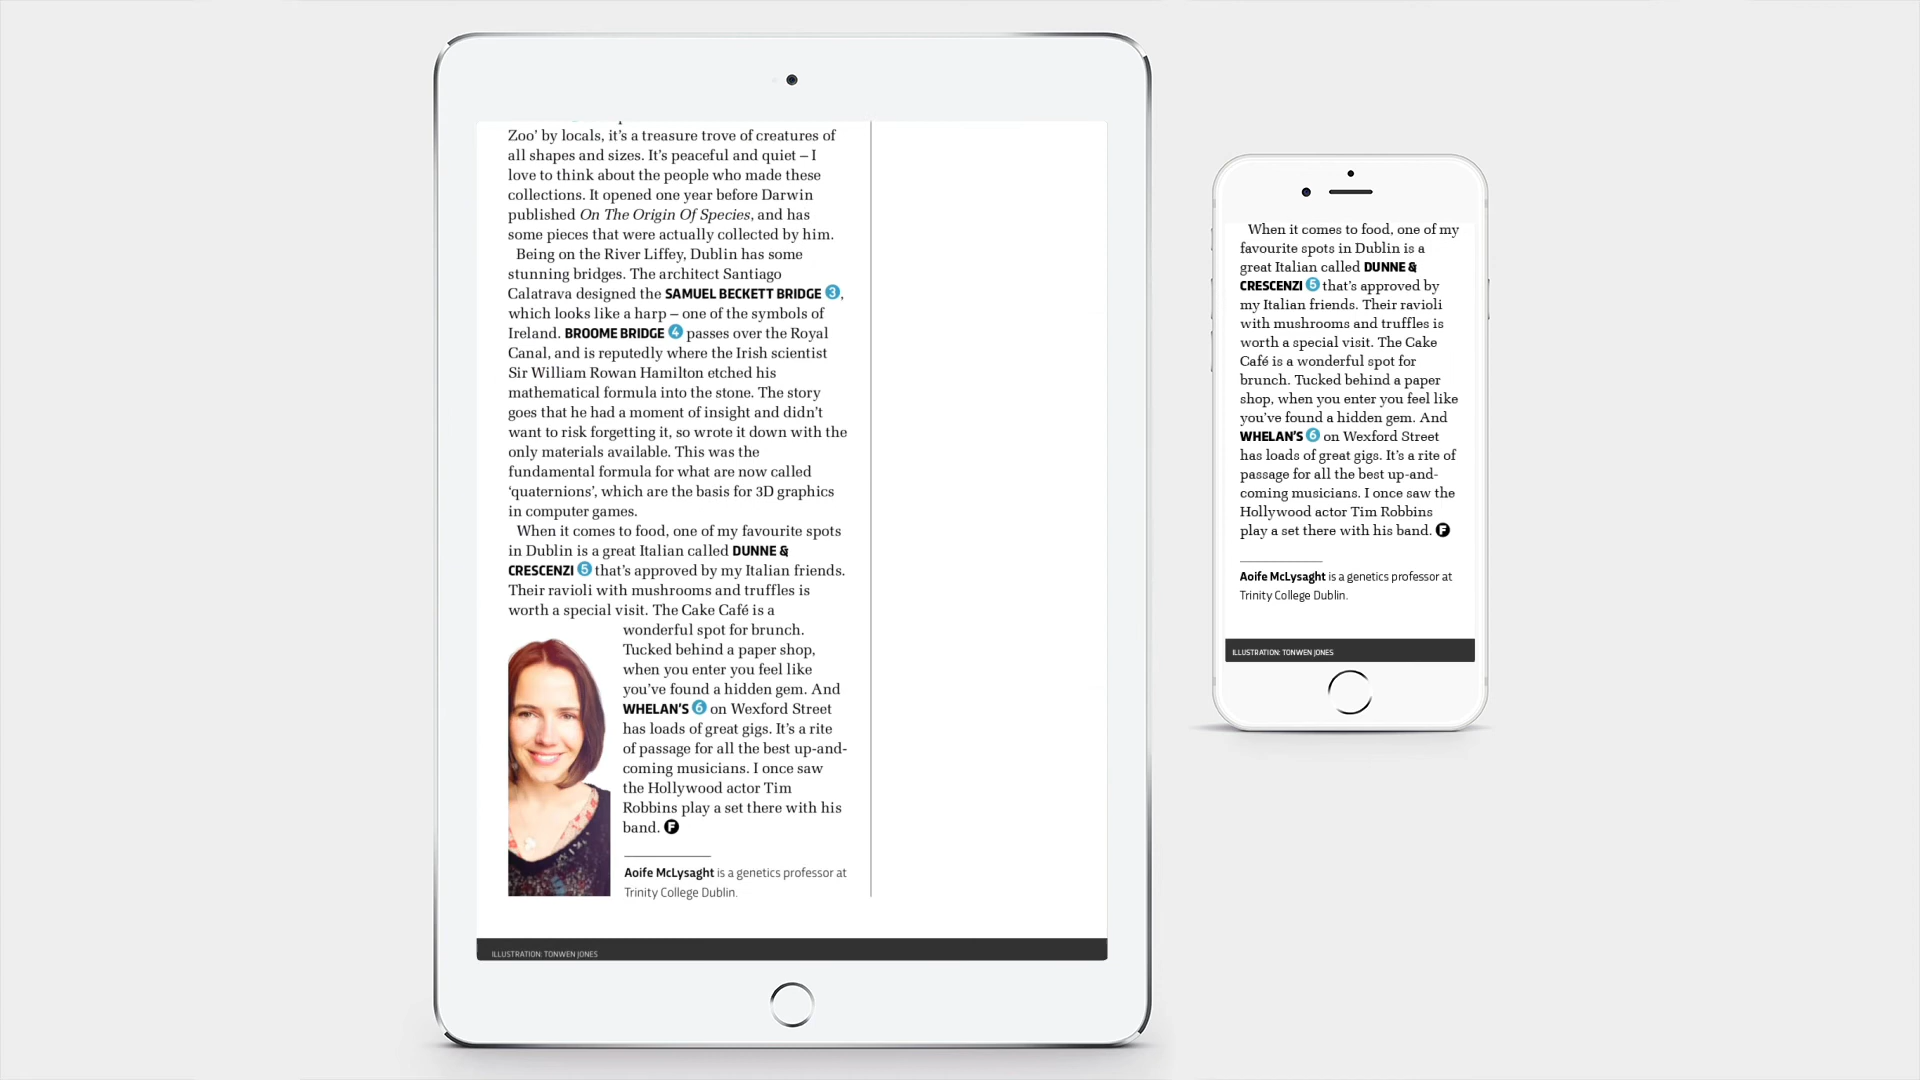 Zoo’ by locals, it’s a treasure trove of creatures of
all shapes and sizes. It’s peaceful and quiet – I
love to think about the people who made these
collections. It opened one year before Darwin
published On The Origin Of Species, and has
some pieces that were actually collected by him.
Being on the River Liffey, Dublin has some
stunning bridges. The architect Santiago
Calatrava designed the SAMUEL BECKETT BRIDGE 3,
which looks like a harp – one of the symbols of
Ireland. BROOME BRIDGE 4 passes over the Royal
Canal, and is reputedly where the Irish scientist
Sir William Rowan Hamilton etched his
mathematical formula into the stone. The story
goes that he had a moment of insight and didn’t
want to risk forgetting it, so wrote it down with the
only materials available. This was the
fundamental formula for what are now called
‘quaternions’, which are the basis for 3D graphics
in computer games.
When it comes to food, one of my favourite spots
in Dublin is a great Italian called DUNNE &
CRESCENZI 5 that’s approved by my Italian friends.
Their ravioli with mushrooms and truffles is
worth a special visit. The Cake Café is a
wonderful spot for brunch.
Tucked behind a paper shop,
when you enter you feel like
you’ve found a hidden gem. And
WHELAN’S 6 on Wexford Street
has loads of great gigs. It’s a rite
of passage for all the best up-and-
coming musicians. I once saw
the Hollywood actor Tim
Robbins play a set there with his
band. F
Aoife McLysaght is a genetics professor at
Trinity College Dublin.
ILLUSTRATION: TONWEN JONES
When it comes to food, one of my
favourite spots in Dublin is a
great Italian called DUNNE &
CRESCENZI 5 that’s approved by
my Italian friends. Their ravioli
with mushrooms and truffles is
worth a special visit. The Cake
Café is a wonderful spot for
brunch. Tucked behind a paper
shop, when you enter you feel like
you’ve found a hidden gem. And
WHELAN’S 6 on Wexford Street
has loads of great gigs. It’s a rite of
passage for all the best up-and-
coming musicians. I once saw the
Hollywood actor Tim Robbins
play a set there with his band. F
Aoife McLysaght is a genetics professor at
Trinity College Dublin.
ILLUSTRATION: TONWEN JONES